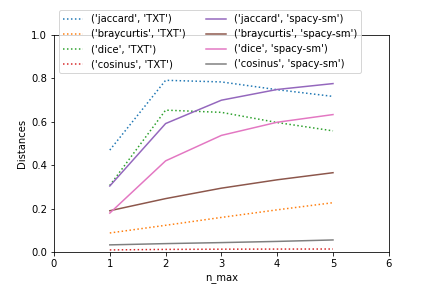 ('jaccard', 'TXT') ('jaccard', 'spacy-sm')
('braycurtis', 'TXT') ('braycurtis', 'spacy-sm')
('dice', 'TXT') ('dice', 'spacy-sm')
('cosinus', 'TXT') ('cosinus', 'spacy-sm')
1.0
0.8
0.6
0.4
0.2
0.0
Distances
0 1 2 3 4 5 6
n_max